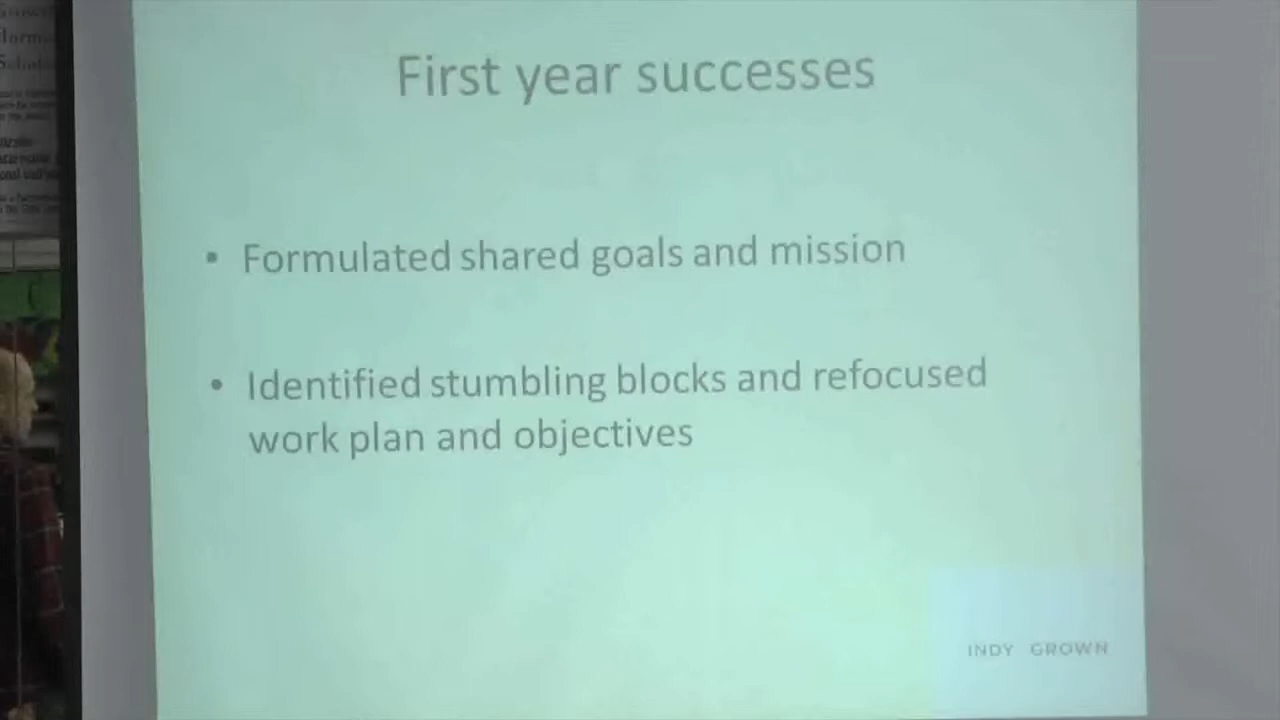 First year successes
• Formulated shared goals and mission
• Identified stumbling blocks and refocused
work plan and objectives
INDY GROWN